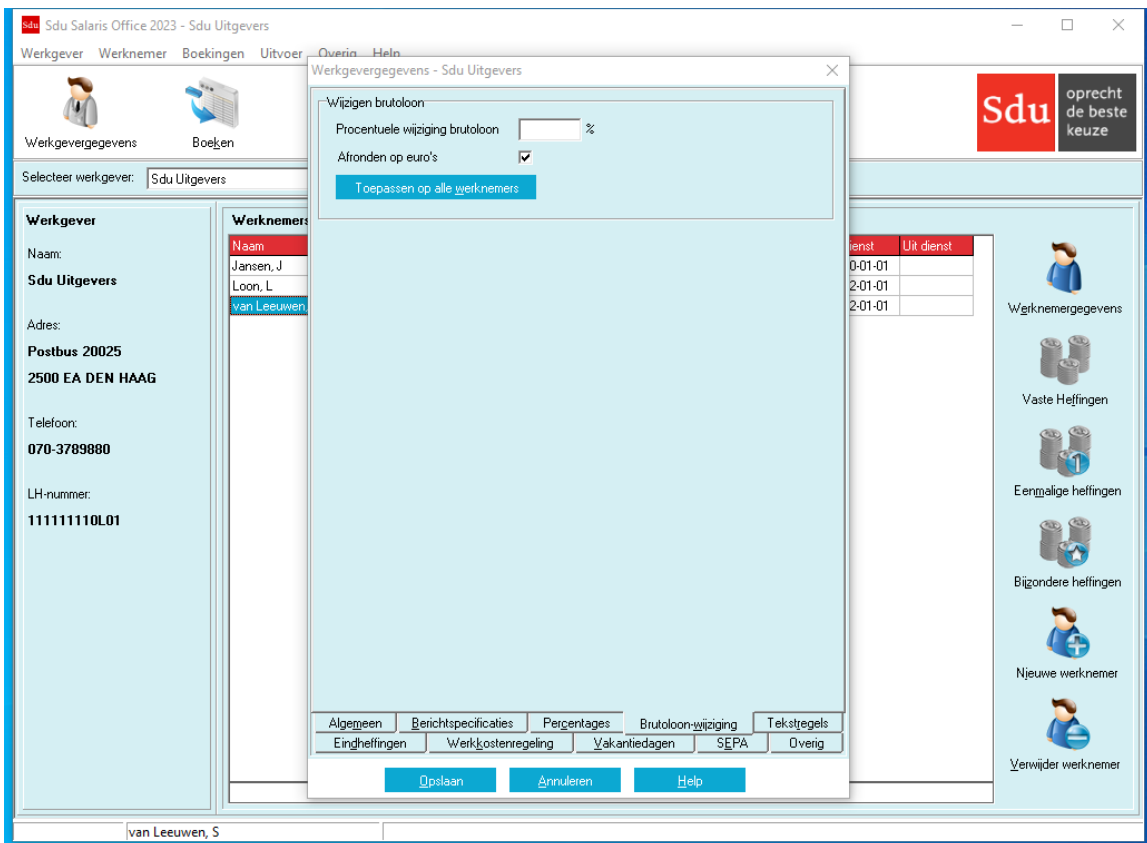 Sdu Sdu Salaris Office 2023 - Sdu Uitgevers
Werkgever Werknemer Boekingen Uitvoer Overig Help
Werkgevergegevens
Boeken
Sdu
oprecht
de beste
keuze
Selecteer werkgever: Sdu Uitgevers
Werkgever
Naam:
Sdu Uitgevers
Adres:
Postbus 20025
2500 EA DEN HAAG
Telefoon:
070-3789880
LH-nummer:
111111110L01
Werknemers
Naam ienst Uit dienst
Jansen, J 0-01-01
Loon, L 2-01-01
van Leeuwen, 2-01-01
Werkgevergegevens - Sdu Uitgevers
Wijzigen brutoloon
Procentuele wijziging brutoloon %
Afronden op euro's
Toepassen op alle werknemers
Algemeen Berichtspecificaties Percentages Brutoloon-wijziging Tekstregels
Eindheffingen Werkkostenregeling Vakantiedagen SEPA Overig
Opslaan Annuleren Help
Werknemergegevens
Vaste Heffingen
1
Eenmalige heffingen
Bijzondere heffingen
Nieuwe werknemer
Verwijder werknemer
van Leeuwen, S